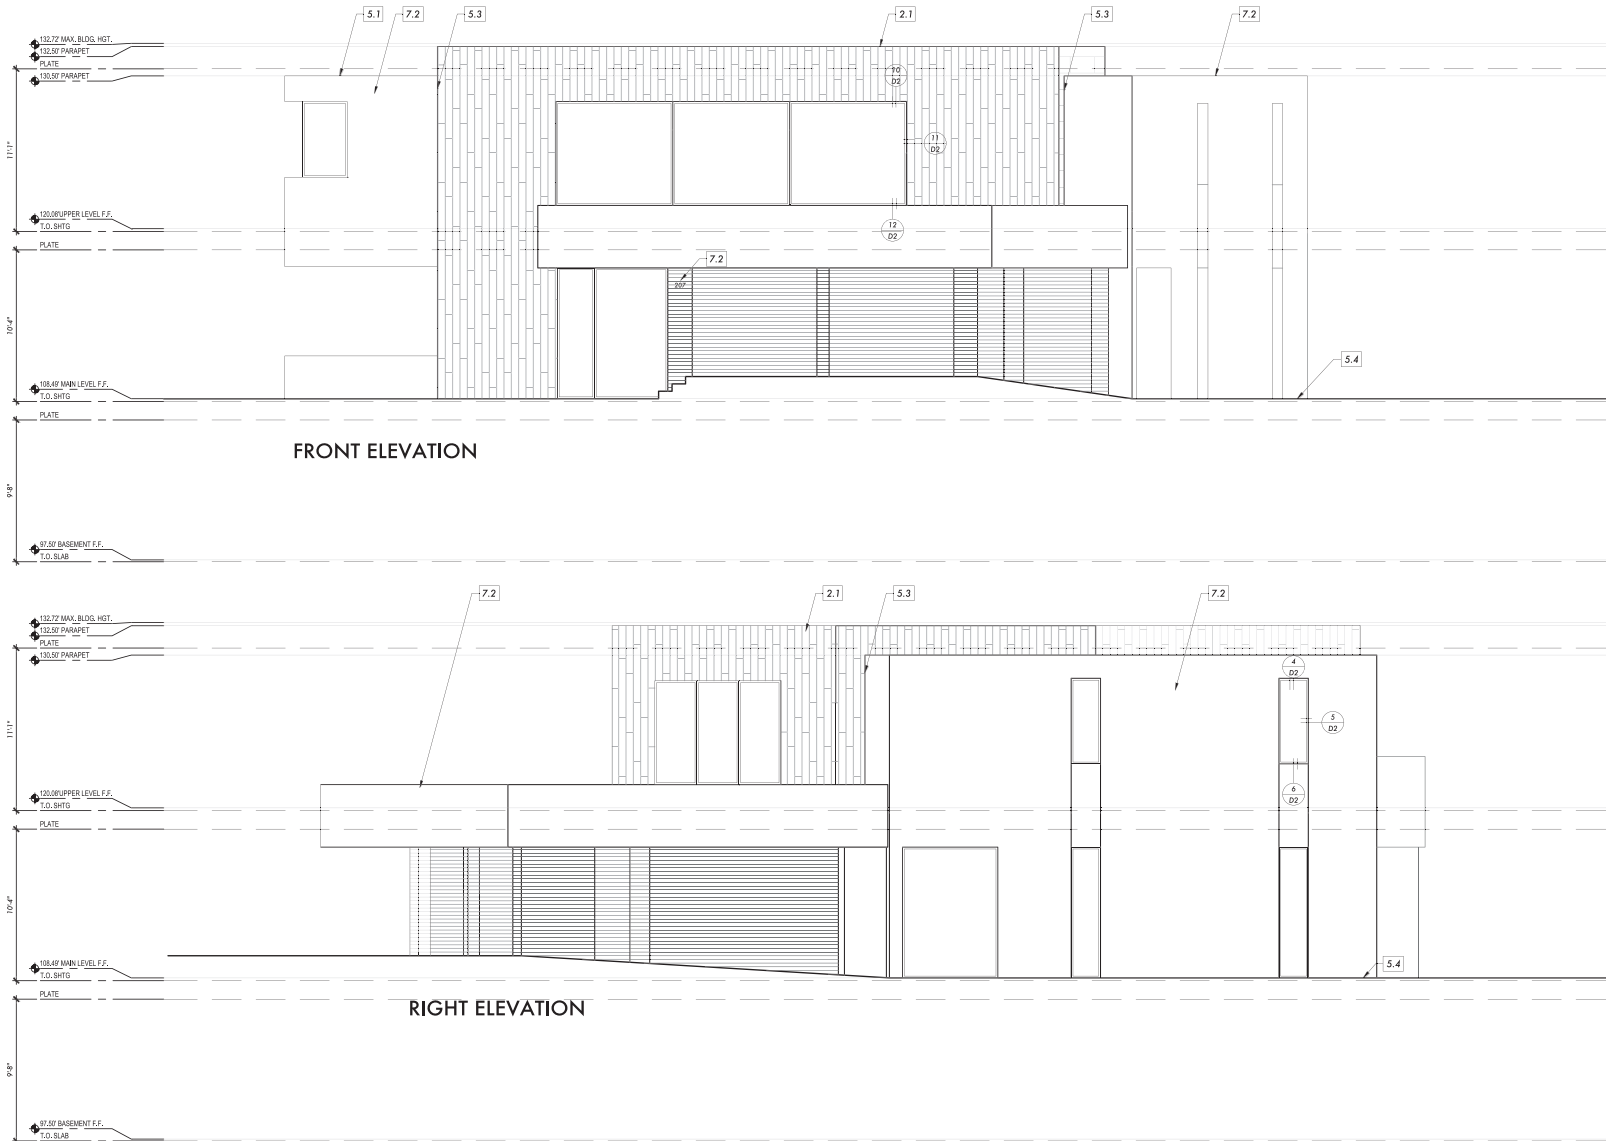 5.1
7.2
5.3
2.1
5.3
7.2
132.72' MAX. BLDG. HGT.
132.50' PARAPET
PLATE
130.50' PARAPET
10
D2
11'-1"
11
D2
120.08' UPPER LEVEL F.F.
T.O. SHTG
12
D2
PLATE
7.2
207
10'-4"
5.4
108.49' MAIN LEVEL F.F.
T.O. SHTG
PLATE
FRONT ELEVATION
9'-8"
97.50' BASEMENT F.F.
T.O. SLAB
7.2
2.1
5.3
7.2
132.72' MAX. BLDG. HGT.
132.50' PARAPET
PLATE
130.50' PARAPET
4
D2
11'-1"
5
D2
120.08' UPPER LEVEL F.F.
T.O. SHTG
6
D2
PLATE
10'-4"
5.4
108.49' MAIN LEVEL F.F.
T.O. SHTG
PLATE
RIGHT ELEVATION
9'-8"
97.50' BASEMENT F.F.
T.O. SLAB